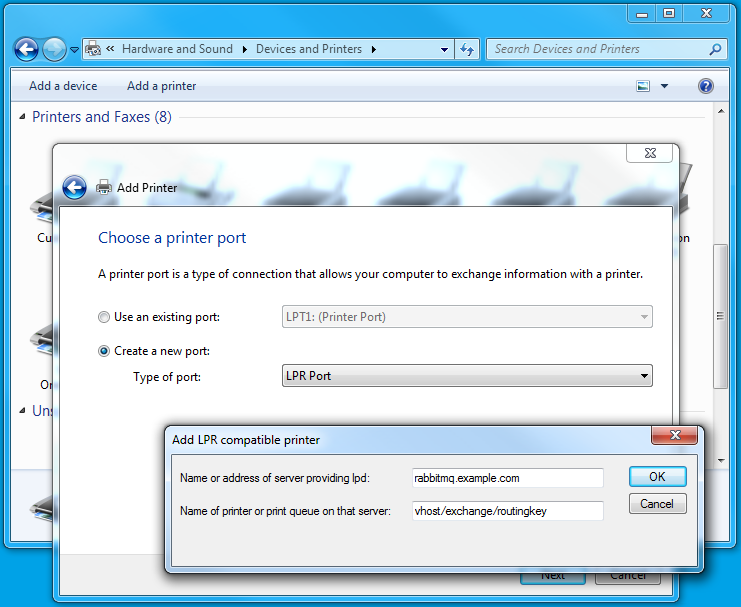 « Hardware and Sound Devices and Printers
Search Devices and Printers
Add a device Add a printer
Printers and Faxes (8)
Add Printer
Choose a printer port
A printer port is a type of connection that allows your computer to exchange information with a printer.
Use an existing port: LPT1: (Printer Port)
Create a new port:
Type of port: LPR Port
Add LPR compatible printer
Name or address of server providing lpd: rabbitmq.example.com
OK
Name of printer or print queue on that server: vhost/exchange/routingkey
Cancel
Next Cancel